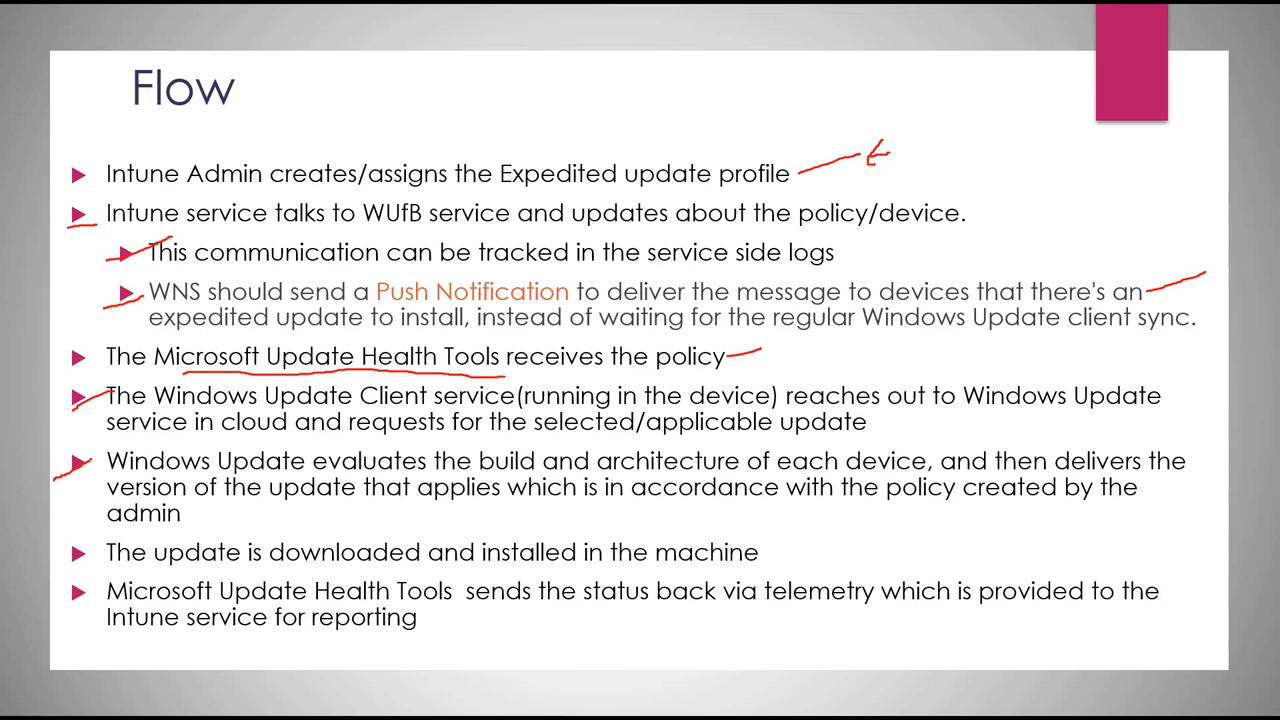 Flow
Intune Admin creates/assigns the Expedited update profile
Intune service talks to WUfB service and updates about the policy/device.
This communication can be tracked in the service side logs
WNS should send a Push Notification to deliver the message to devices that there's an
expedited update to install, instead of waiting for the regular Windows Update client sync.
The Microsoft Update Health Tools receives the policy
The Windows Update Client service(running in the device) reaches out to Windows Update
service in cloud and requests for the selected/applicable update
Windows Update evaluates the build and architecture of each device, and then delivers the
version of the update that applies which is in accordance with the policy created by the
admin
The update is downloaded and installed in the machine
Microsoft Update Health Tools  sends the status back via telemetry which is provided to the
Intune service for reporting